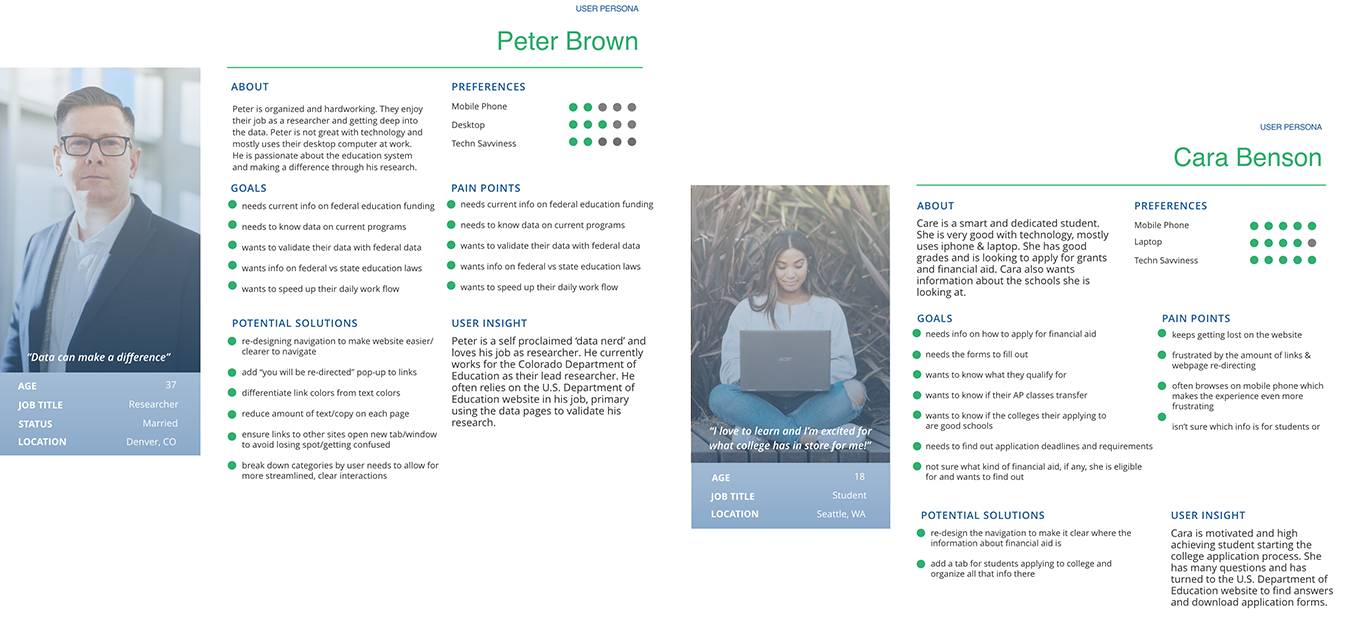 USER PERSONA
Peter Brown
ABOUT
Peter is organized and hardworking. They enjoy
their job as a researcher and getting deep into
the data. Peter is not great with technology and
mostly uses their desktop computer at work.
He is passionate about the education system
and making a difference through his research.
PREFERENCES
Mobile Phone
Desktop
Techn Savviness
GOALS
needs current info on federal education funding
needs to know data on current programs
wants to validate their data with federal data
wants info on federal vs state education laws
wants to speed up their daily work flow
PAIN POINTS
needs current info on federal education funding
needs to know data on current programs
wants to validate their data with federal data
wants info on federal vs state education laws
wants to speed up their daily work flow
POTENTIAL SOLUTIONS
re-designing navigation to make website easier/
clearer to navigate
add “you will be re-directed” pop-up to links
differentiate link colors from text colors
reduce amount of text/copy on each page
ensure links to other sites open new tab/window
to avoid losing spot/getting confused
break down categories by user needs to allow for
more streamlined, clear interactions
USER INSIGHT
Peter is a self proclaimed ‘data nerd’ and
loves his job as researcher. He currently
works for the Colorado Department of
Education as their lead researcher. He
often relies on the U.S. Department of
Education website in his job, primary
using the data pages to validate his
research.
“Data can make a difference”
AGE 37
JOB TITLE Researcher
STATUS Married
LOCATION Denver, CO
USER PERSONA
Cara Benson
ABOUT
Care is a smart and dedicated student.
She is very good with technology, mostly
uses iphone & laptop. She has good
grades and is looking to apply for grants
and financial aid. Cara also wants
information about the schools she is
looking at.
PREFERENCES
Mobile Phone
Laptop
Techn Savviness
GOALS
needs info on how to apply for financial aid
needs the forms to fill out
wants to know what they qualify for
wants to know if their AP classes transfer
wants to know if the colleges their applying to
are good schools
needs to find out application deadlines and requirements
not sure what kind of financial aid, if any, she is eligible
for and wants to find out
PAIN POINTS
keeps getting lost on the website
frustrated by the amount of links &
webpage re-directing
often browses on mobile phone which
makes the experience even more
frustrating
isn’t sure which info is for students or
POTENTIAL SOLUTIONS
re-design the navigation to make it clear where the
information about financial aid is
add a tab for students applying to college and
organize all that info there
USER INSIGHT
Cara is motivated and high
achieving student starting the
college application process. She
has many questions and has
turned to the U.S. Department of
Education website to find answers
and download application forms.
acer
“I love to learn and I’m excited for
what college has in store for me!”
AGE 18
JOB TITLE Student
LOCATION Seattle, WA